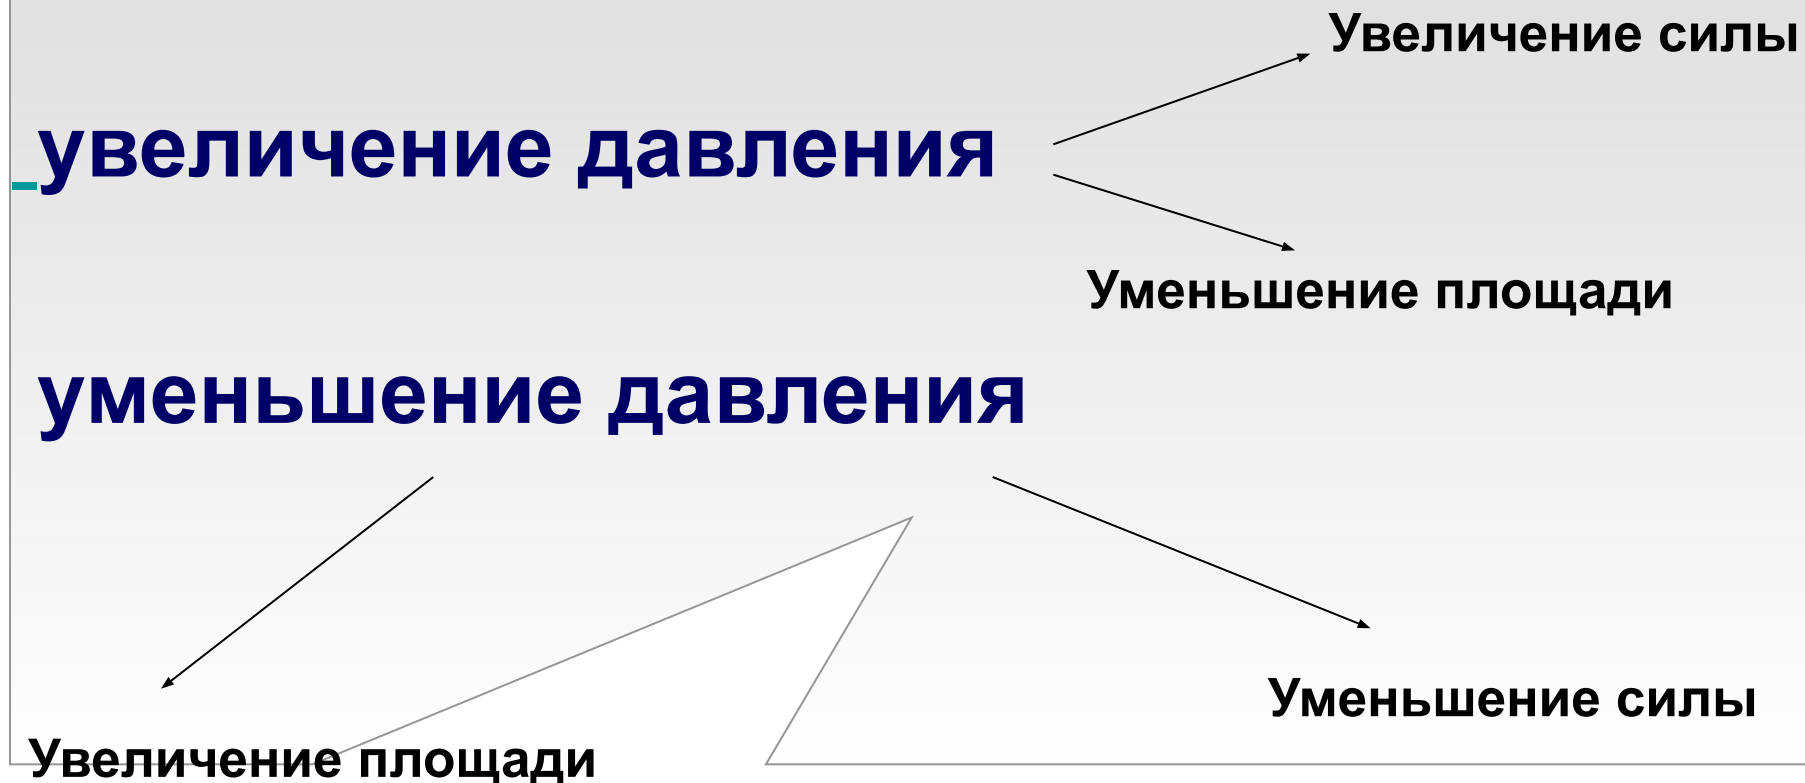 Увеличение силы
увеличение давления
Уменьшение площади
уменьшение давления
Уменьшение силы
Увеличение площади